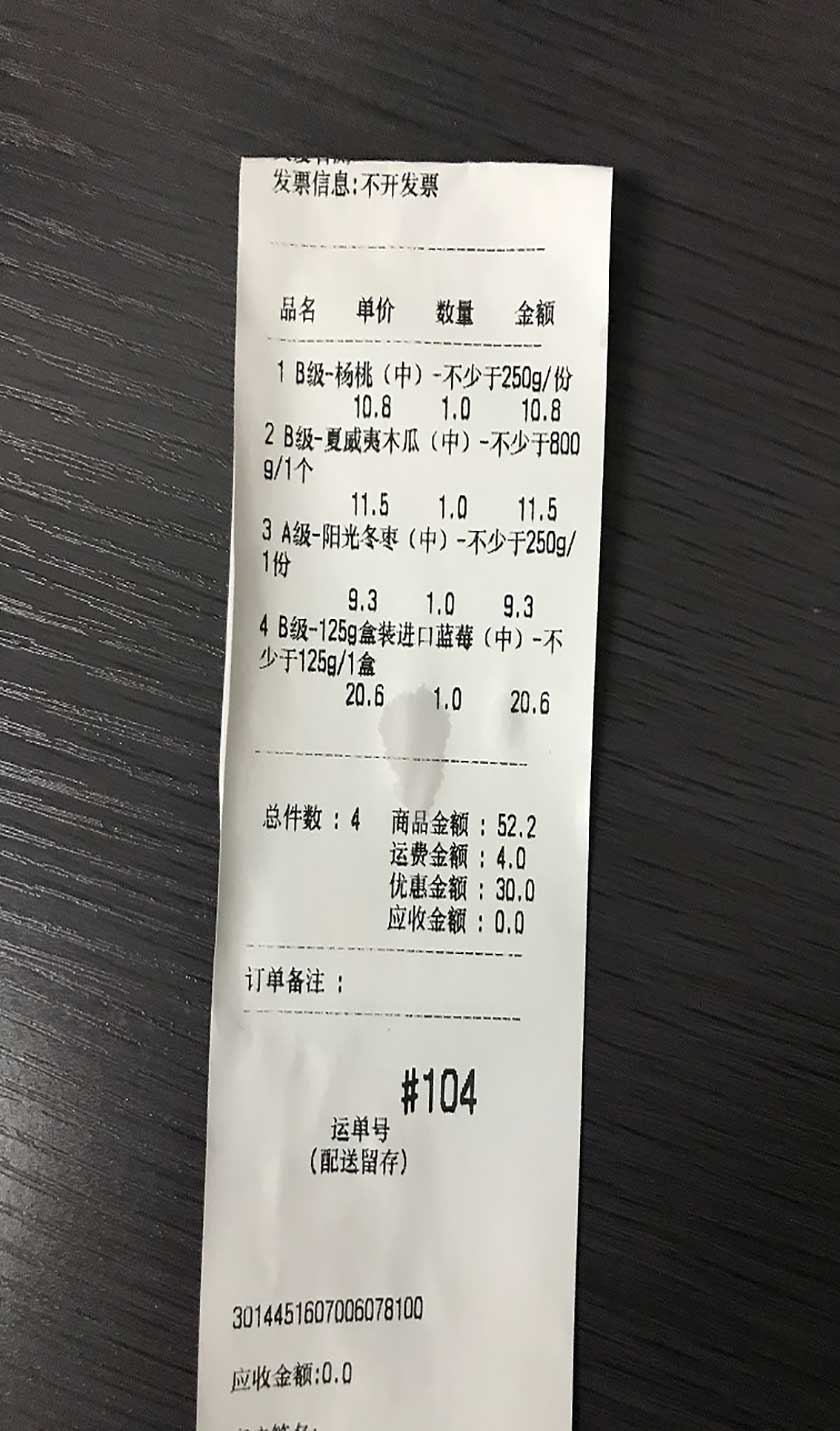 发票信息:不开发票
品名 单价 数量 金额
1 B级-杨桃（中）-不少于250g/份
10.8 1.0 10.8
2 B级-夏威夷木瓜（中）-不少于800
g/1个
11.5 1.0 11.5
3 A级-阳光冬枣（中）-不少于250g/
1份
9.3 1.0 9.3
4 B级-125g盒装进口蓝莓（中）-不
少于125g/1盒
20.6 1.0 20.6
总件数 : 4 商品金额 : 52.2
运费金额 : 4.0
优惠金额 : 30.0
应收金额 : 0.0
订单备注 :
#104
运单号
(配送留存)
3014451607006078100
应收金额:0.0